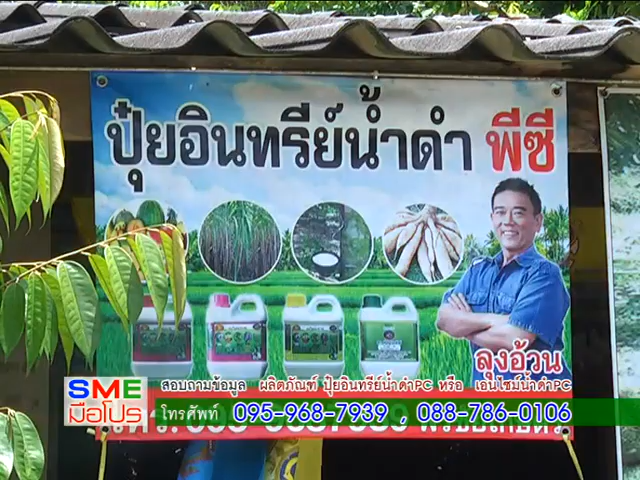 ปุ๋ยอินทรีย์น้ำดำ พีซี
ลุงอ้วน
SME มือโปร
สอบถามข้อมูล ผลิตภัณฑ์ ปุ๋ยอินทรีย์น้ำดำPC หรือ เอนไซม์น้ำดำPC
โทรศัพท์ 095-968-7939 , 088-786-0106